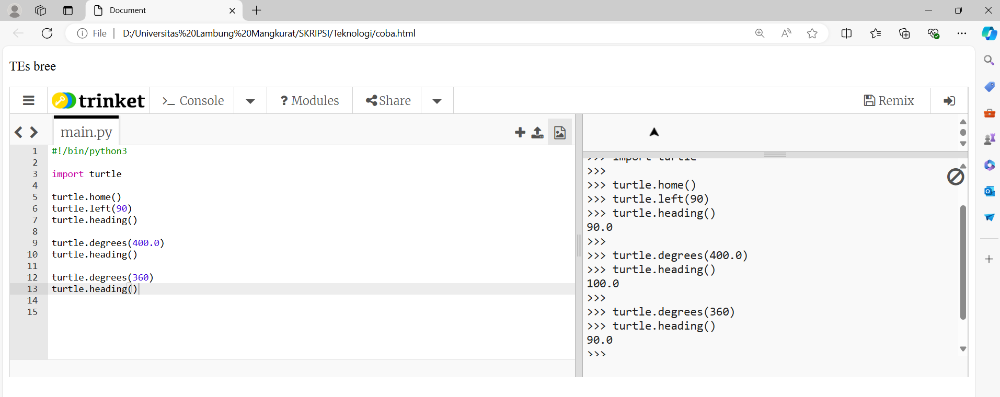 Document
File
D:/Universitas%20Lambung%20Mangkurat/SKRIPSI/Teknologi/coba.html
TEs bree
trinket
>_ Console
? Modules
Share
Remix
main.py
1 #!/bin/python3
2
3 import turtle
4
5 turtle.home()
6 turtle.left(90)
7 turtle.heading()
8
9 turtle.degrees(400.0)
10 turtle.heading()
11
12 turtle.degrees(360)
13 turtle.heading()
14
15
>>> import turtle
>>>
>>> turtle.home()
>>> turtle.left(90)
>>> turtle.heading()
90.0
>>>
>>> turtle.degrees(400.0)
>>> turtle.heading()
100.0
>>>
>>> turtle.degrees(360)
>>> turtle.heading()
90.0
>>>